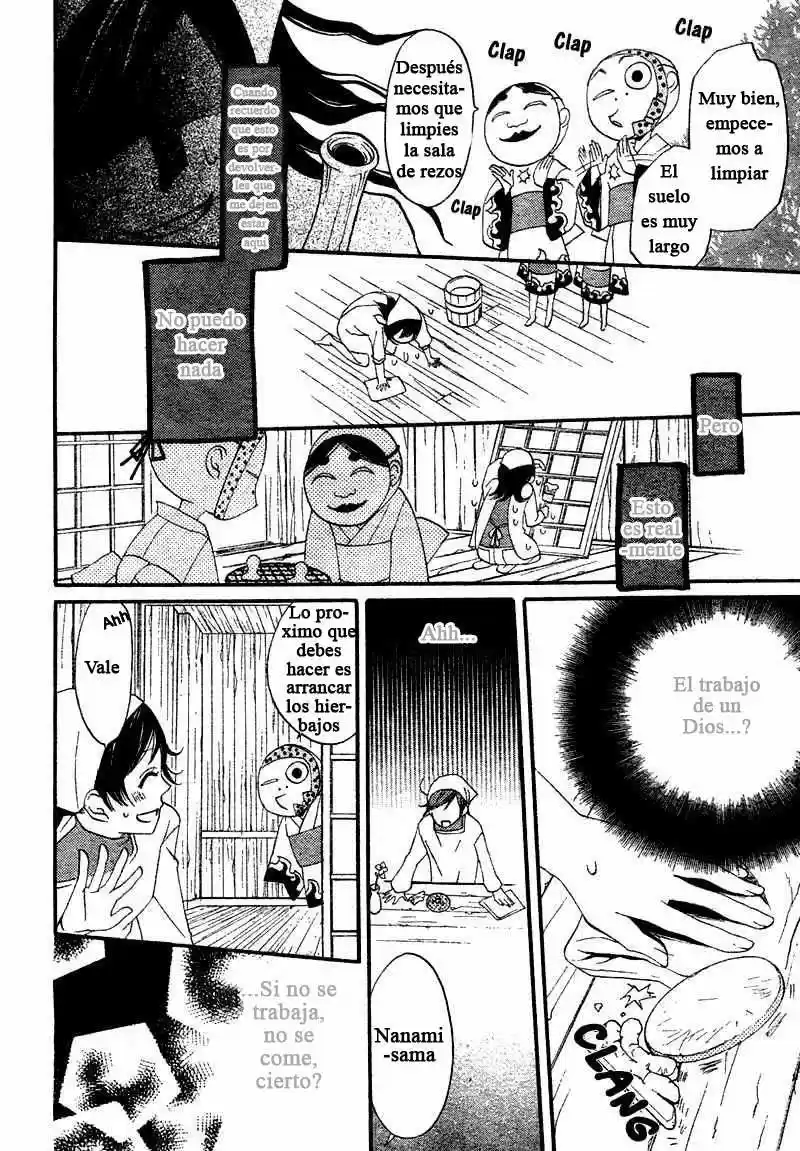 Clap
Clap
Clap
Clap
Muy bien,
empece-
mos a
limpiar
El
suelo
es muy
largo
Después
necesita-
mos que
limpies
la sala
de rezos
Cuando
recuerdo
que esto
es por
devolver-
les que
me dejen
estar
aquí
No puedo
hacer
nada
Pero
Esto
es real
-mente
El trabajo
de un
Dios...?
CLANG
Ahh...
Nanami
-sama
Lo pro-
ximo que
debes
hacer es
arrancar
los hier-
bajos
Ahh
Vale
...Si no se
trabaja,
no se
come,
cierto?